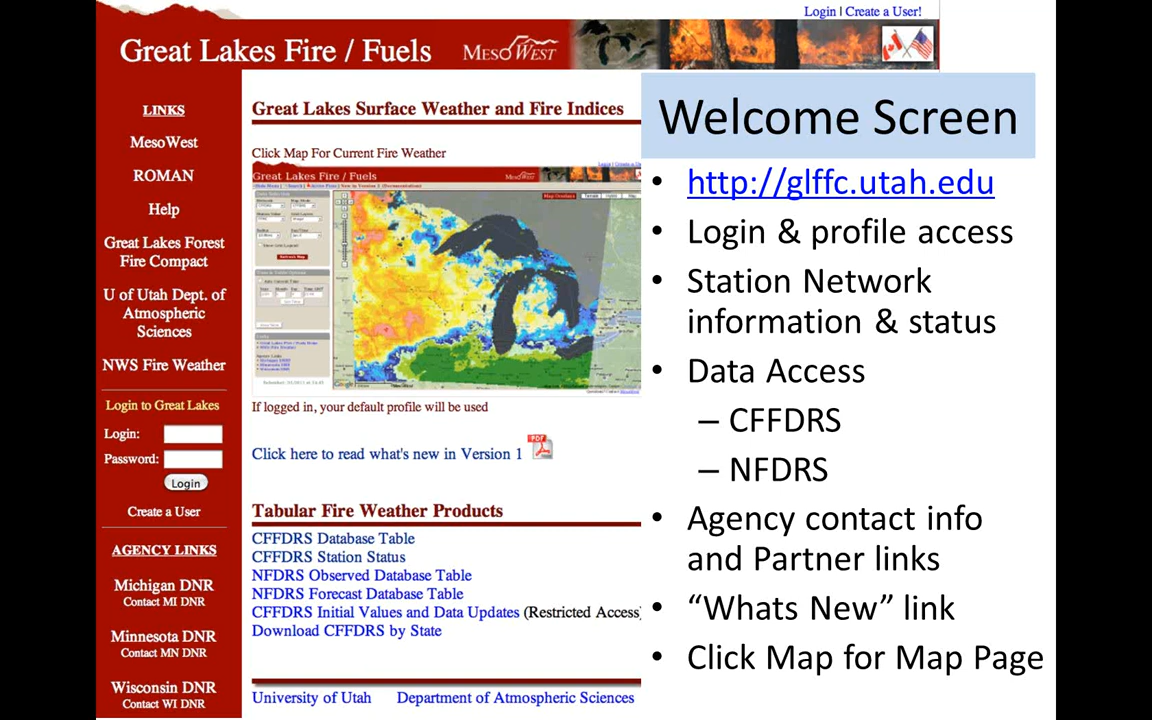 Login | Create a User!
Great Lakes Fire / Fuels
MESOWEST
LINKS
MesoWest
ROMAN
Help
Great Lakes Forest
Fire Compact
U of Utah Dept. of
Atmospheric
Sciences
NWS Fire Weather
Login to Great Lakes
Login:
Password:
Login
Create a User
AGENCY LINKS
Michigan DNR
Contact MI DNR
Minnesota DNR
Contact MN DNR
Wisconsin DNR
Contact WI DNR
Great Lakes Surface Weather and Fire Indices
Click Map For Current Fire Weather
Great Lakes Fire / Fuels
If logged in, your default profile will be used
Click here to read what's new in Version 1
PDF
Tabular Fire Weather Products
CFFDRS Database Table
CFFDRS Station Status
NFDRS Observed Database Table
NFDRS Forecast Database Table
CFFDRS Initial Values and Data Updates (Restricted Access)
Download CFFDRS by State
University of Utah Department of Atmospheric Sciences
Welcome Screen
• http://glffc.utah.edu
• Login & profile access
• Station Network
information & status
• Data Access
– CFFDRS
– NFDRS
• Agency contact info
and Partner links
• “Whats New” link
• Click Map for Map Page